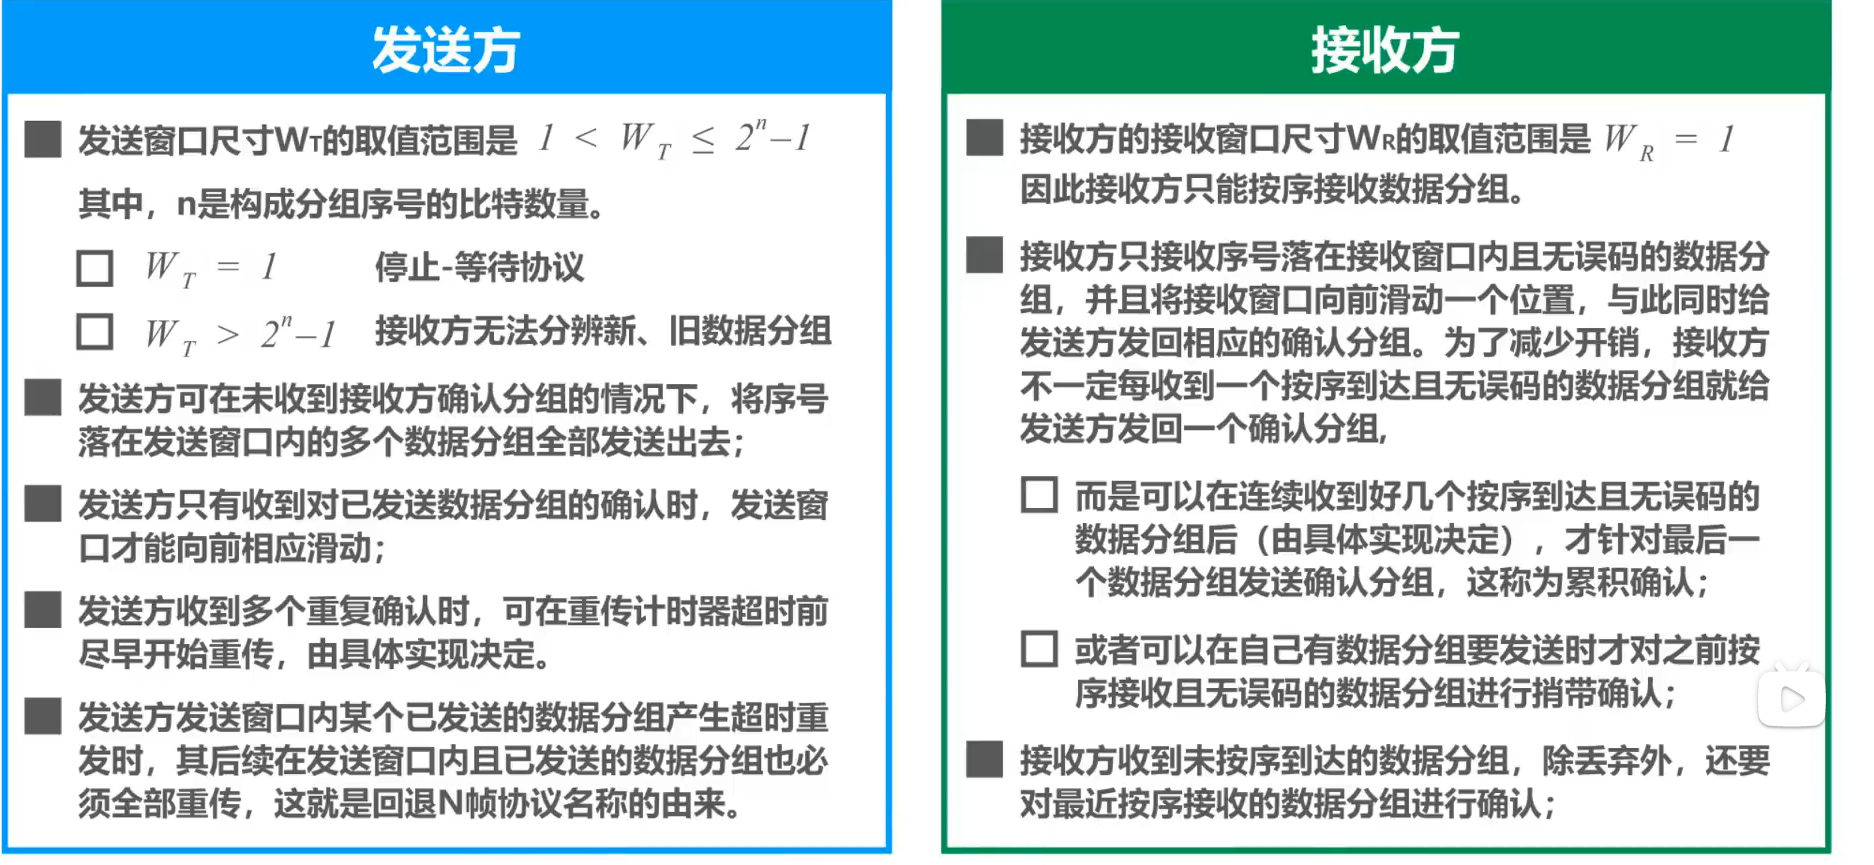 发送方
发送窗口尺寸WT的取值范围是 1 < W_T ≤ 2^n–1
其中，n是构成分组序号的比特数量。
W_T = 1 停止-等待协议
W_T > 2^n–1 接收方无法分辨新、旧数据分组
发送方可在未收到接收方确认分组的情况下，将序号
落在发送窗口内的多个数据分组全部发送出去；
发送方只有收到对已发送数据分组的确认时，发送窗
口才能向前相应滑动；
发送方收到多个重复确认时，可在重传计时器超时前
尽早开始重传，由具体实现决定。
发送方发送窗口内某个已发送的数据分组产生超时重
发时，其后续在发送窗口内且已发送的数据分组也必
须全部重传，这就是回退N帧协议名称的由来。
接收方
接收方的接收窗口尺寸WR的取值范围是 W_R = 1
因此接收方只能按序接收数据分组。
接收方只接收序号落在接收窗口内且无误码的数据分
组，并且将接收窗口向前滑动一个位置，与此同时给
发送方发回相应的确认分组。为了减少开销，接收方
不一定每收到一个按序到达且无误码的数据分组就给
发送方发回一个确认分组,
而是可以在连续收到好几个按序到达且无误码的
数据分组后（由具体实现决定），才针对最后一
个数据分组发送确认分组，这称为累积确认；
或者可以在自己有数据分组要发送时才对之前按
序接收且无误码的数据分组进行捎带确认；
接收方收到未按序到达的数据分组，除丢弃外，还要
对最近按序接收的数据分组进行确认；